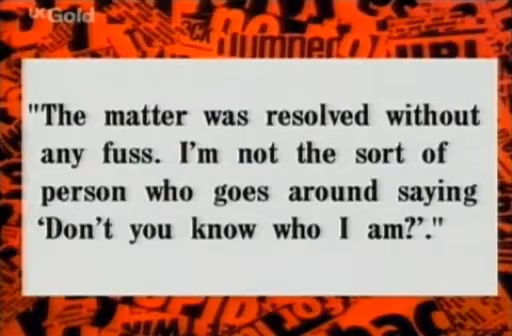 UKGold
"The matter was resolved without
any fuss. I'm not the sort of
person who goes around saying
‘Don't you know who I am?’."